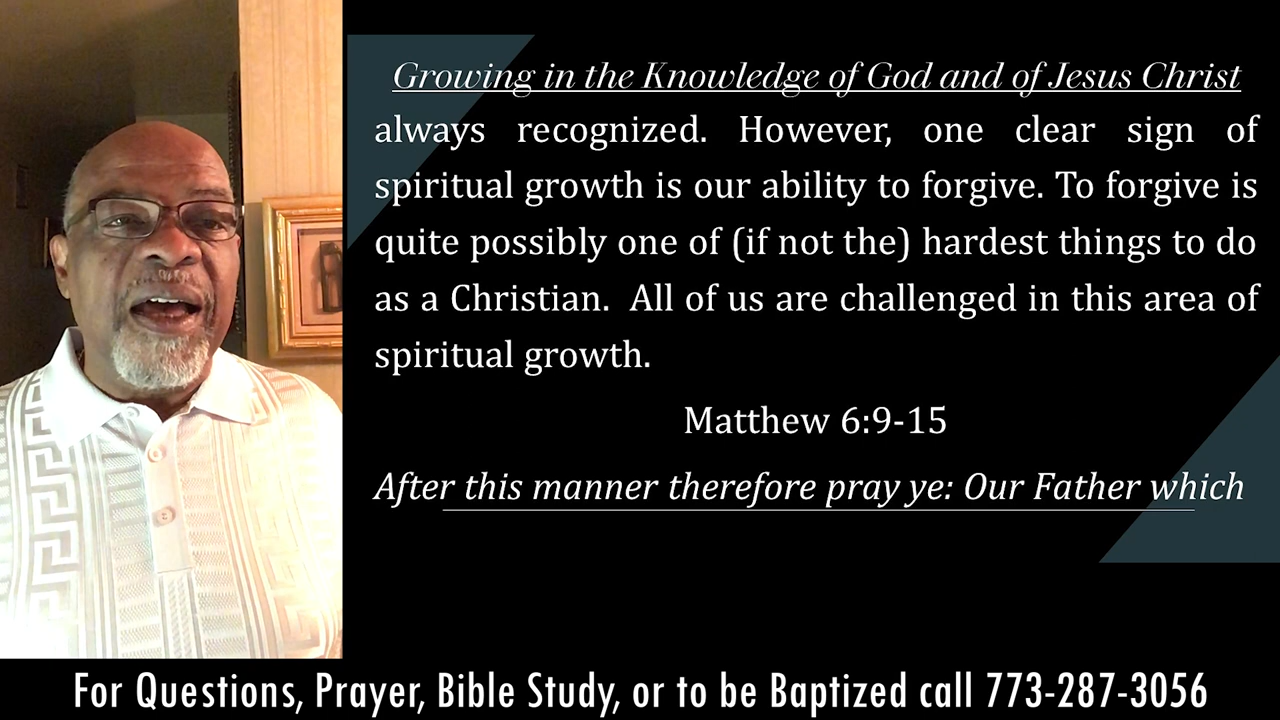 Growing in the Knowledge of God and of Jesus Christ
always recognized. However, one clear sign of
spiritual growth is our ability to forgive. To forgive is
quite possibly one of (if not the) hardest things to do
as a Christian. All of us are challenged in this area of
spiritual growth.
Matthew 6:9-15
After this manner therefore pray ye: Our Father which
For Questions, Prayer, Bible Study, or to be Baptized call 773-287-3056